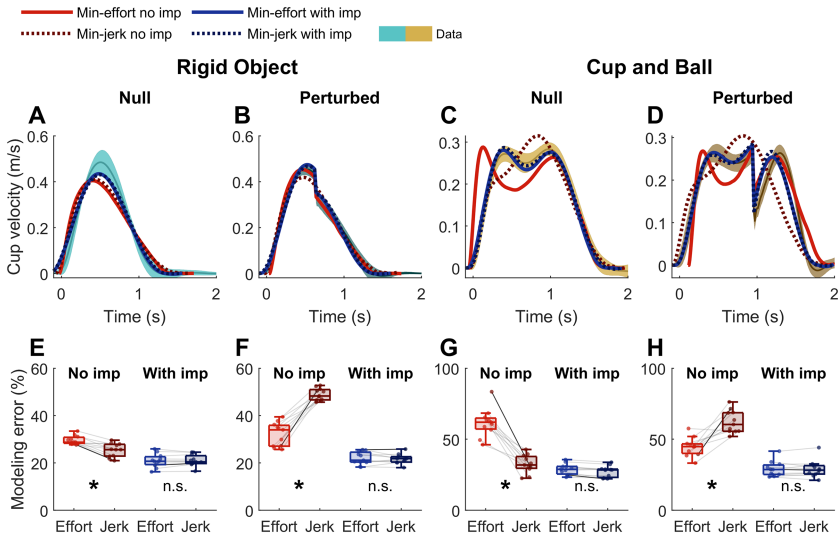 Min-effort no imp Min-effort with imp
Min-jerk no imp Min-jerk with imp Data
Rigid Object Cup and Ball
A Null B Perturbed C Null D Perturbed
Cup velocity (m/s)
0.6
0.4
0.2
0
0 1 2
Time (s)
0.6
0.4
0.2
0
0 1 2
Time (s)
0.3
0.2
0.1
0
0 1 2
Time (s)
0.3
0.2
0.1
0
0 1 2
Time (s)
E F G H
Modeling error (%)
60
40
20
0
No imp With imp
* n.s.
Effort Jerk Effort Jerk
60
40
20
0
No imp With imp
* n.s.
Effort Jerk Effort Jerk
100
50
0
No imp With imp
* n.s.
Effort Jerk Effort Jerk
100
50
0
No imp With imp
* n.s.
Effort Jerk Effort Jerk